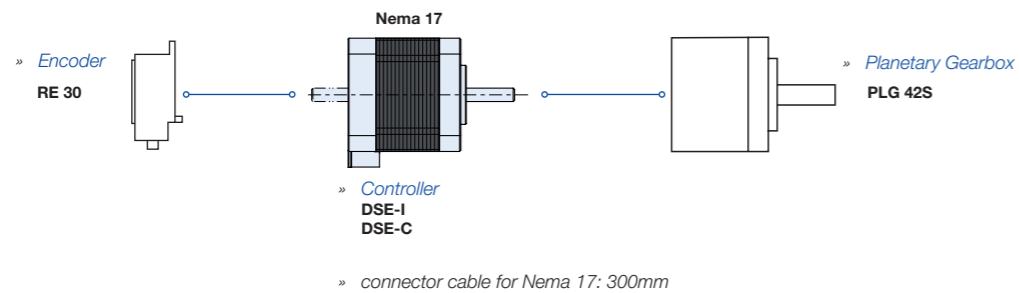 Nema 17
» Encoder
RE 30
» Planetary Gearbox
PLG 42S
» Controller
DSE-I
DSE-C
» connector cable for Nema 17: 300mm